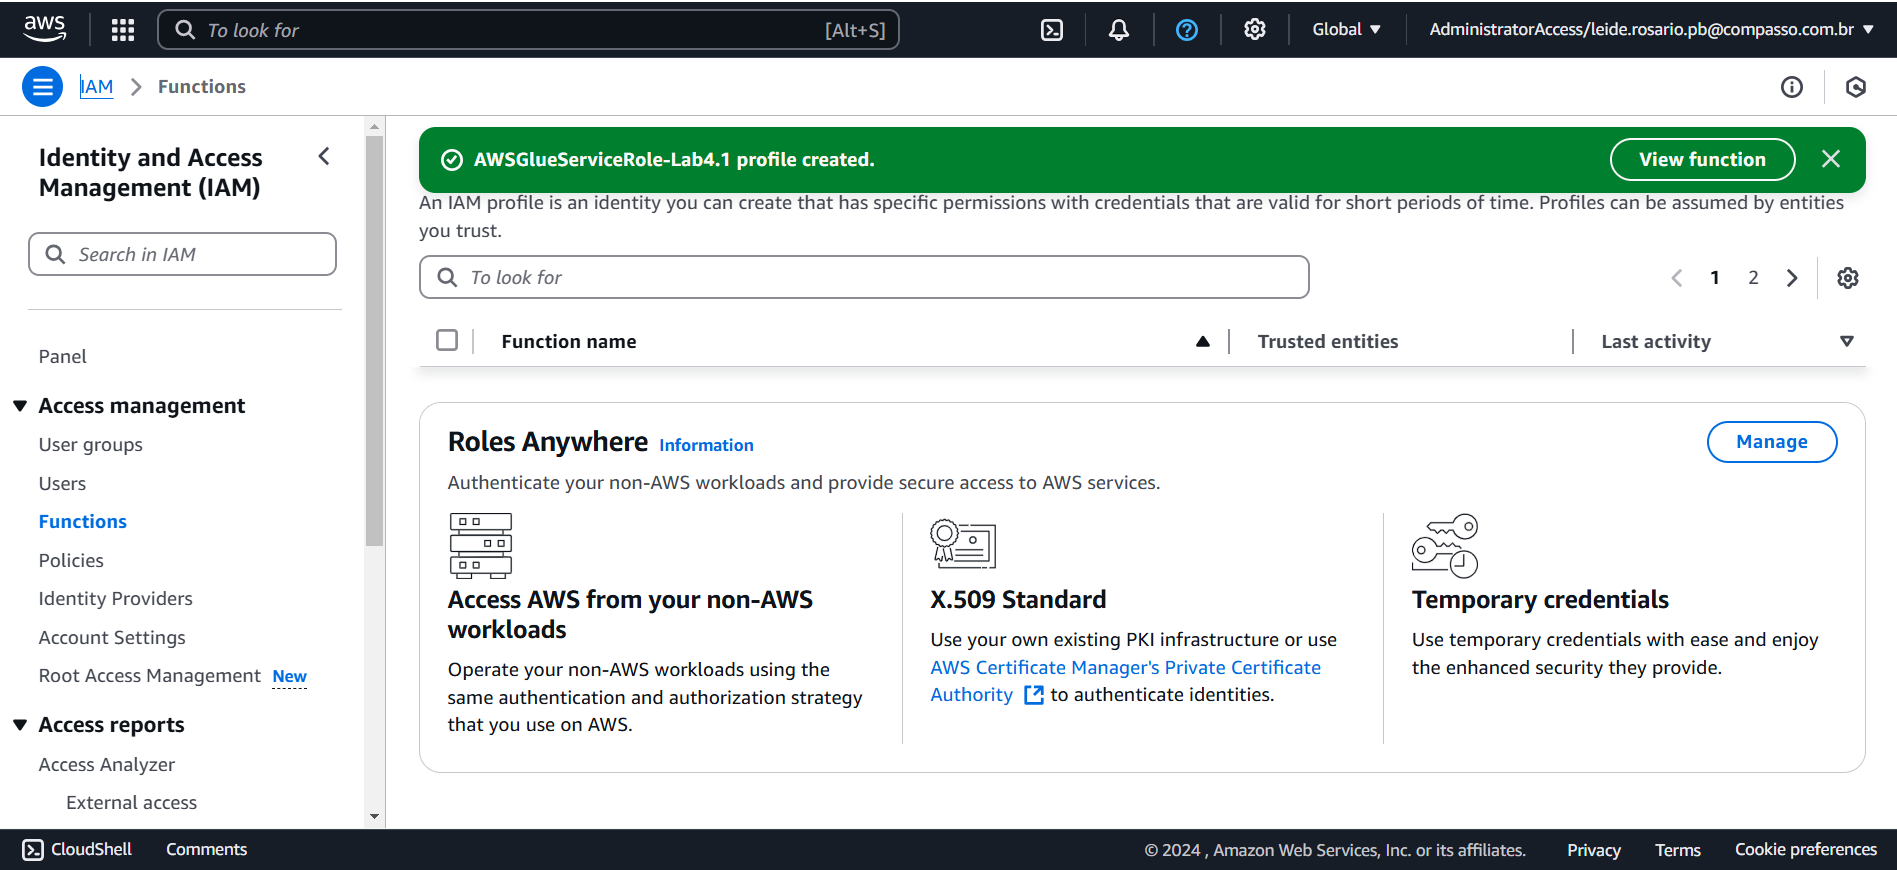 aws
To look for [Alt+S]
Global
AdministratorAccess/leide.rosario.pb@compasso.com.br
IAM > Functions
Identity and Access
Management (IAM)
Search in IAM
Panel
Access management
User groups
Users
Functions
Policies
Identity Providers
Account Settings
Root Access Management New
Access reports
Access Analyzer
External access
AWSGlueServiceRole-Lab4.1 profile created.
View function
An IAM profile is an identity you can create that has specific permissions with credentials that are valid for short periods of time. Profiles can be assumed by entities
you trust.
To look for
1 2
Function name
Trusted entities
Last activity
Roles Anywhere Information
Manage
Authenticate your non-AWS workloads and provide secure access to AWS services.
Access AWS from your non-AWS
workloads
Operate your non-AWS workloads using the
same authentication and authorization strategy
that you use on AWS.
X.509 Standard
Use your own existing PKI infrastructure or use
AWS Certificate Manager's Private Certificate
Authority to authenticate identities.
Temporary credentials
Use temporary credentials with ease and enjoy
the enhanced security they provide.
CloudShell
Comments
© 2024 , Amazon Web Services, Inc. or its affiliates.
Privacy
Terms
Cookie preferences